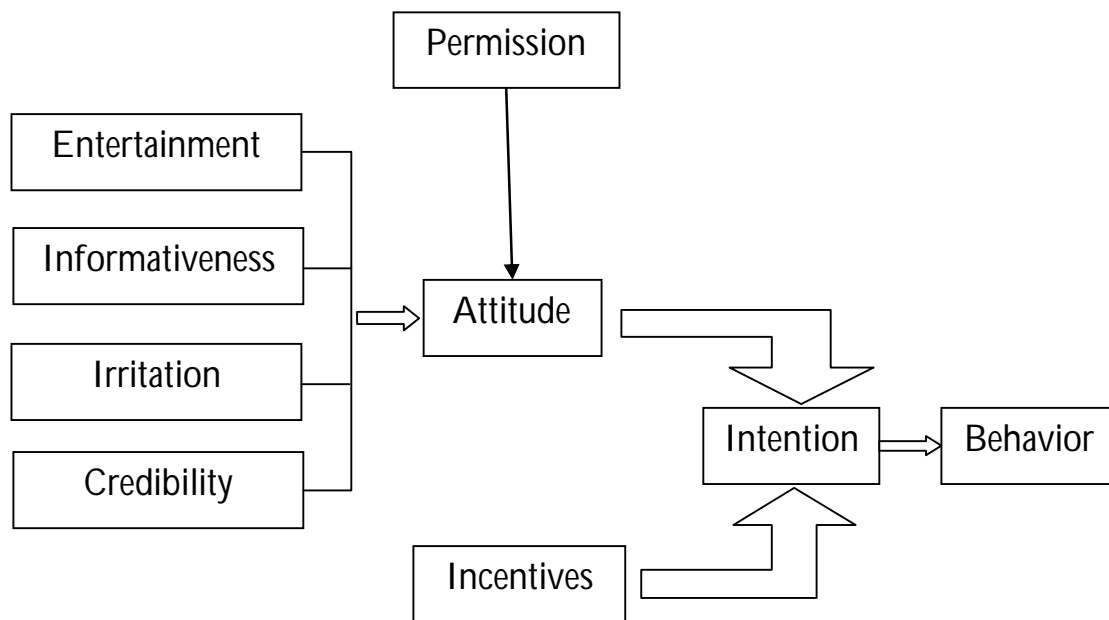 Permission
Entertainment
Informativeness
Attitude
Irritation
Intention
Behavior
Credibility
Incentives